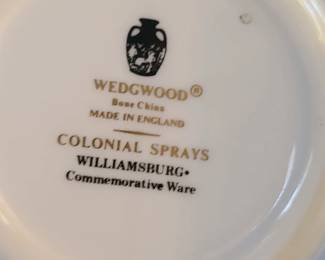 WEDGWOOD®
Bone China
MADE IN ENGLAND
COLONIAL SPRAYS
WILLIAMSBURG•
Commemorative Ware